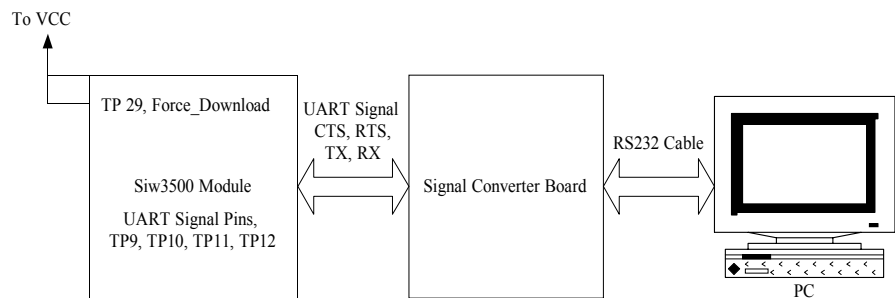 To VCC
TP 29, Force_Download
Siw3500 Module
UART Signal Pins,
TP9, TP10, TP11, TP12
UART Signal
CTS, RTS,
TX, RX
Signal Converter Board
RS232 Cable
PC